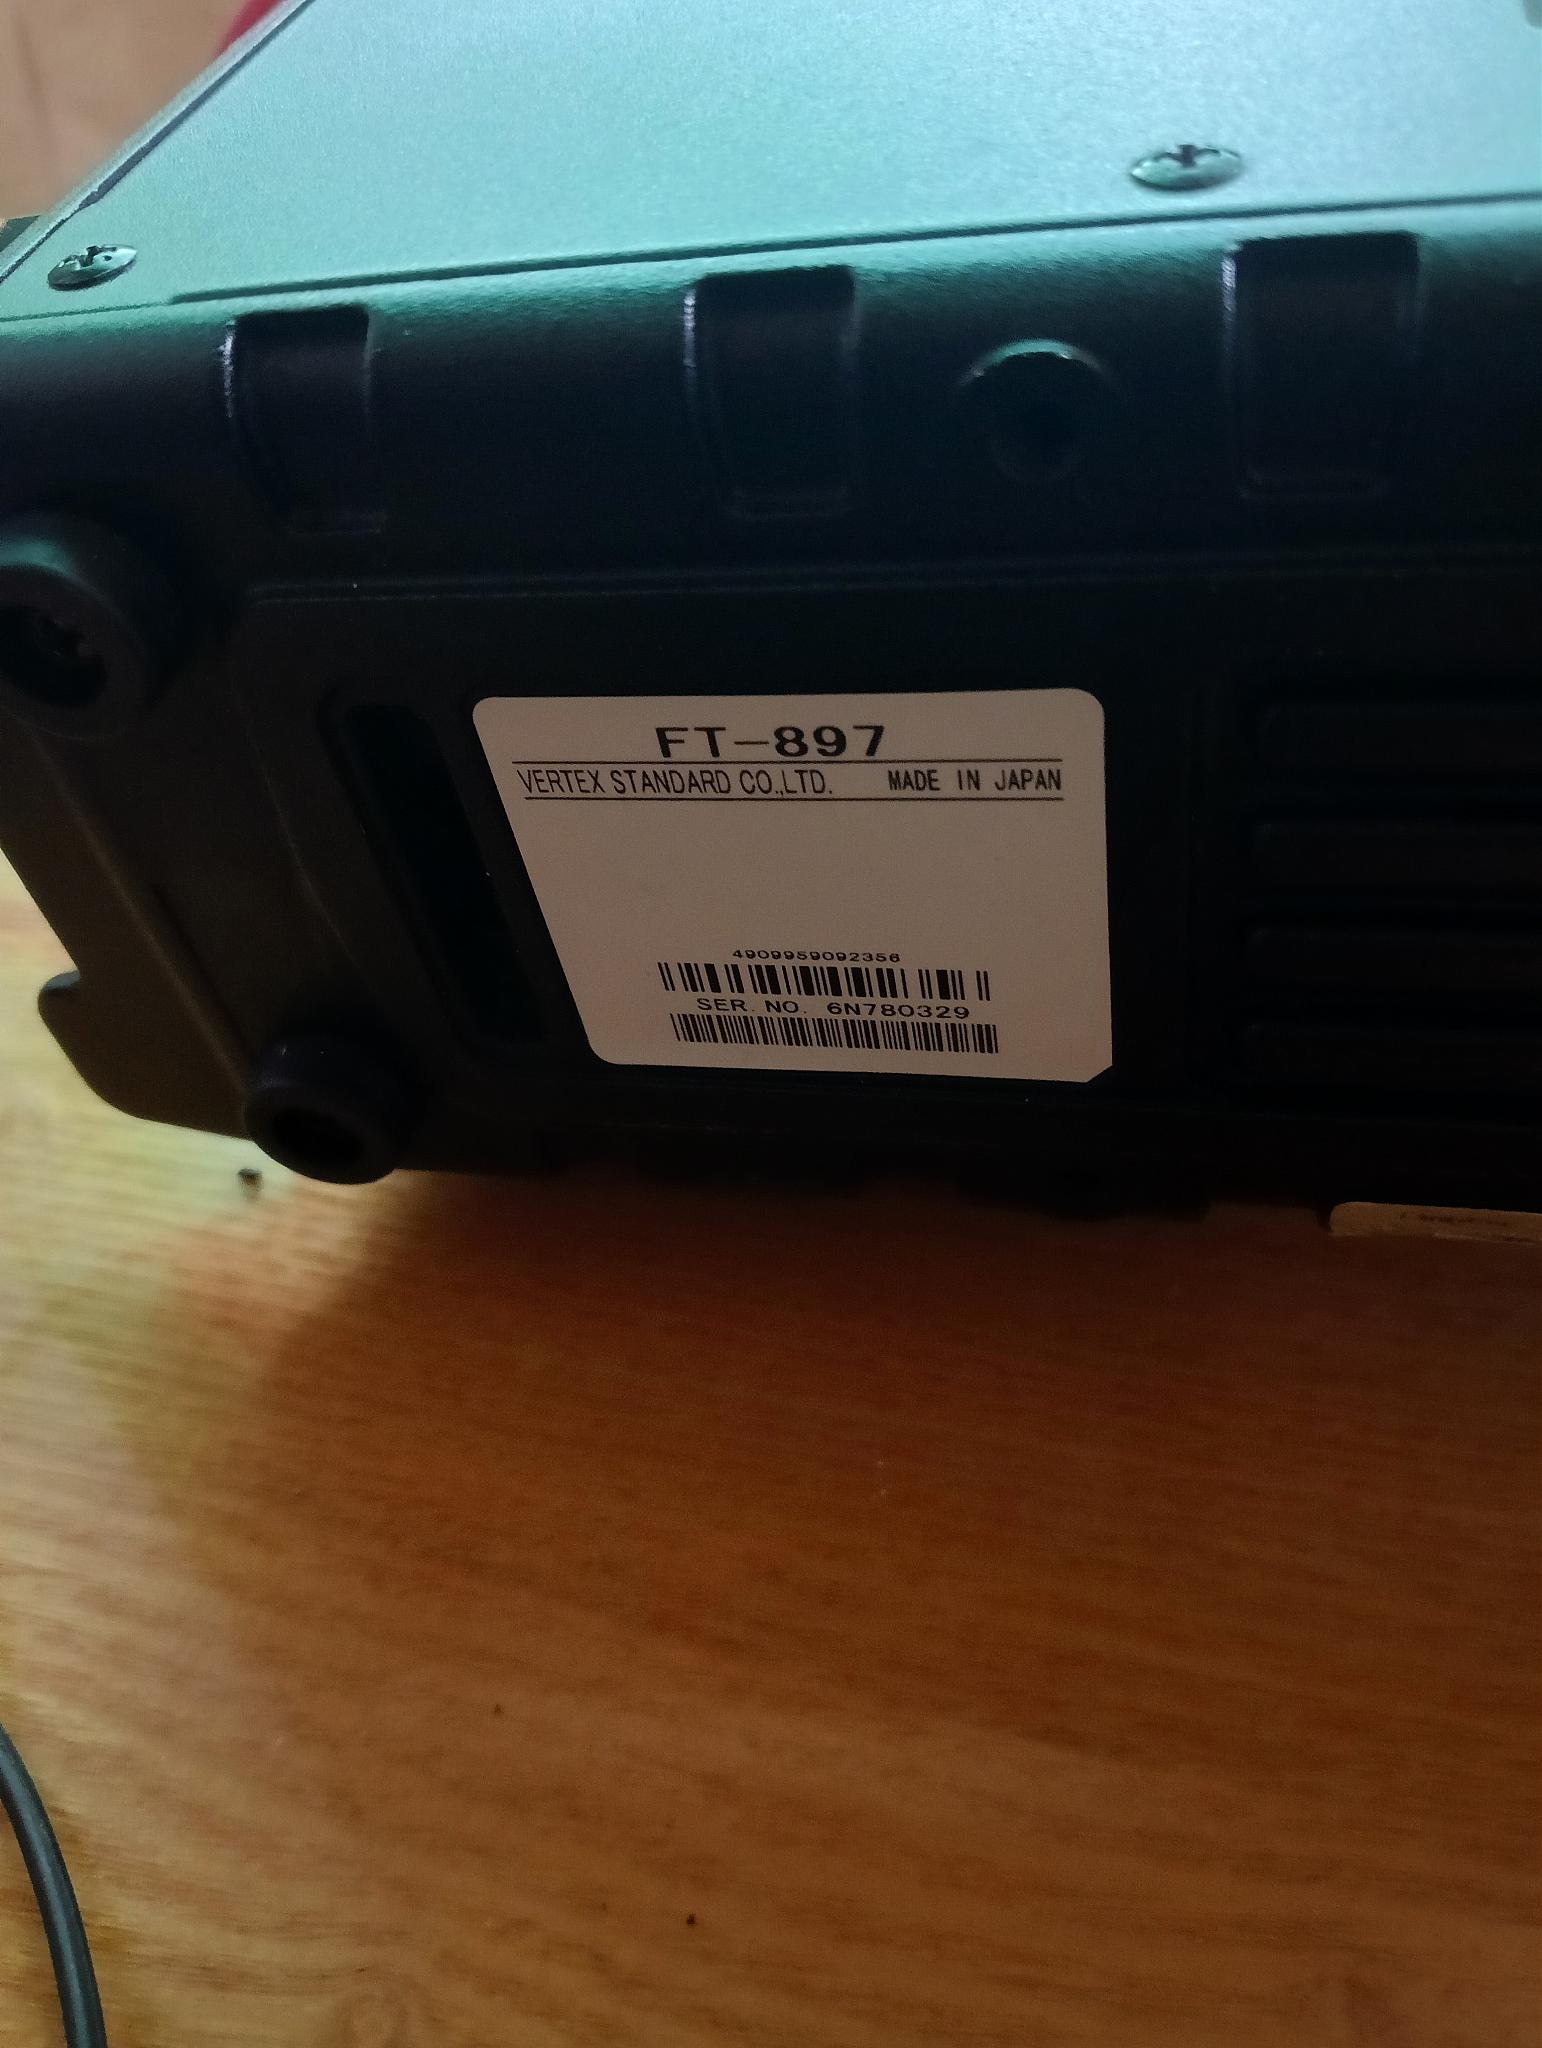 FT-897
VERTEX STANDARD CO.,LTD. MADE IN JAPAN
4909959092356
SER. NO. 6N780329